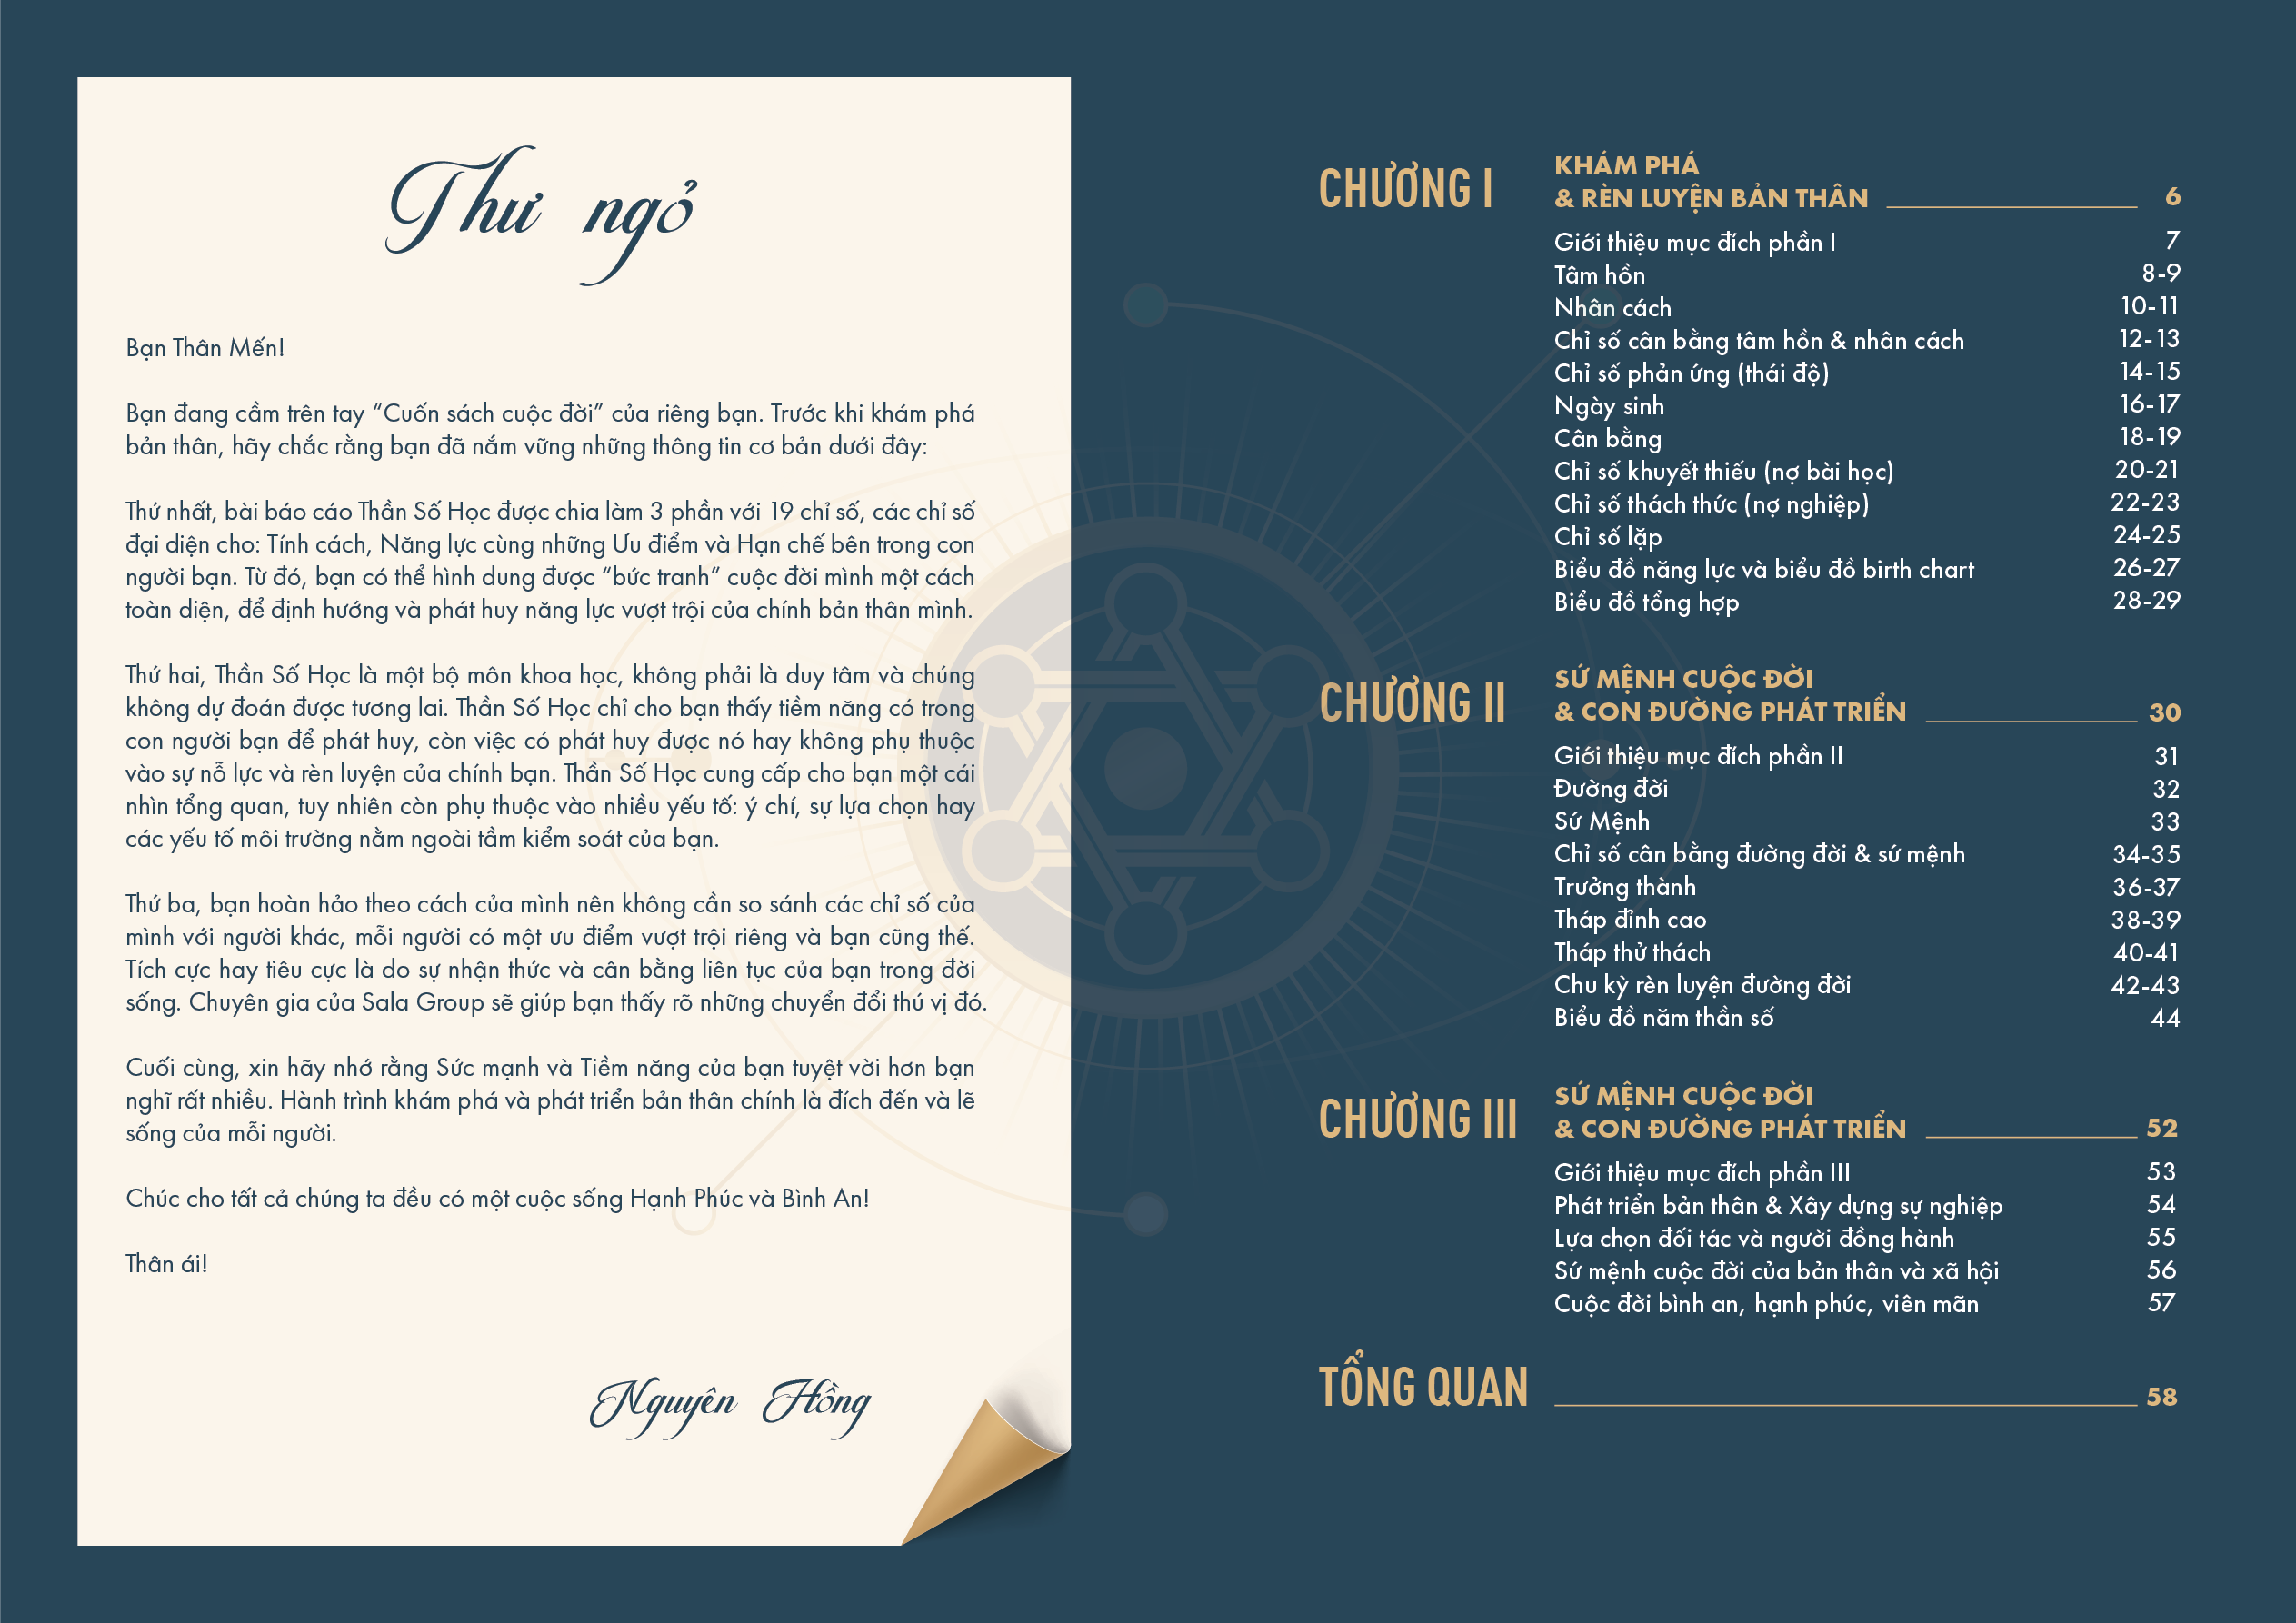 Thư ngỏ
Bạn Thân Mến!
Bạn đang cầm trên tay “Cuốn sách cuộc đời” của riêng bạn. Trước khi khám phá
bản thân, hãy chắc rằng bạn đã nắm vững những thông tin cơ bản dưới đây:
Thứ nhất, bài báo cáo Thần Số Học được chia làm 3 phần với 19 chỉ số, các chỉ số
đại diện cho: Tính cách, Năng lực cùng những Ưu điểm và Hạn chế bên trong con
người bạn. Từ đó, bạn có thể hình dung được “bức tranh” cuộc đời mình một cách
toàn diện, để định hướng và phát huy năng lực vượt trội của chính bản thân mình.
Thứ hai, Thần Số Học là một bộ môn khoa học, không phải là duy tâm và chúng
không dự đoán được tương lai. Thần Số Học chỉ cho bạn thấy tiềm năng có trong
con người bạn để phát huy, còn việc có phát huy được nó hay không phụ thuộc
vào sự nỗ lực và rèn luyện của chính bạn. Thần Số Học cung cấp cho bạn một cái
nhìn tổng quan, tuy nhiên còn phụ thuộc vào nhiều yếu tố: ý chí, sự lựa chọn hay
các yếu tố môi trường nằm ngoài tầm kiểm soát của bạn.
Thứ ba, bạn hoàn hảo theo cách của mình nên không cần so sánh các chỉ số của
mình với người khác, mỗi người có một ưu điểm vượt trội riêng và bạn cũng thế.
Tích cực hay tiêu cực là do sự nhận thức và cân bằng liên tục của bạn trong đời
sống. Chuyên gia của Sala Group sẽ giúp bạn thấy rõ những chuyển đổi thú vị đó.
Cuối cùng, xin hãy nhớ rằng Sức mạnh và Tiềm năng của bạn tuyệt vời hơn bạn
nghĩ rất nhiều. Hành trình khám phá và phát triển bản thân chính là đích đến và lẽ
sống của mỗi người.
Chúc cho tất cả chúng ta đều có một cuộc sống Hạnh Phúc và Bình An!
Thân ái!
Nguyên Hồng
CHƯƠNG I
KHÁM PHÁ
& RÈN LUYỆN BẢN THÂN 6
Giới thiệu mục đích phần I 7
Tâm hồn 8-9
Nhân cách 10-11
Chỉ số cân bằng tâm hồn & nhân cách 12-13
Chỉ số phản ứng (thái độ) 14-15
Ngày sinh 16-17
Cân bằng 18-19
Chỉ số khuyết thiếu (nợ bài học) 20-21
Chỉ số thách thức (nợ nghiệp) 22-23
Chỉ số lặp 24-25
Biểu đồ năng lực và biểu đồ birth chart 26-27
Biểu đồ tổng hợp 28-29
CHƯƠNG II
SỨ MỆNH CUỘC ĐỜI
& CON ĐƯỜNG PHÁT TRIỂN 30
Giới thiệu mục đích phần II 31
Đường đời 32
Sứ Mệnh 33
Chỉ số cân bằng đường đời & sứ mệnh 34-35
Trưởng thành 36-37
Tháp đỉnh cao 38-39
Tháp thử thách 40-41
Chu kỳ rèn luyện đường đời 42-43
Biểu đồ năm thần số 44
CHƯƠNG III
SỨ MỆNH CUỘC ĐỜI
& CON ĐƯỜNG PHÁT TRIỂN 52
Giới thiệu mục đích phần III 53
Phát triển bản thân & Xây dựng sự nghiệp 54
Lựa chọn đối tác và người đồng hành 55
Sứ mệnh cuộc đời của bản thân và xã hội 56
Cuộc đời bình an, hạnh phúc, viên mãn 57
TỔNG QUAN 58